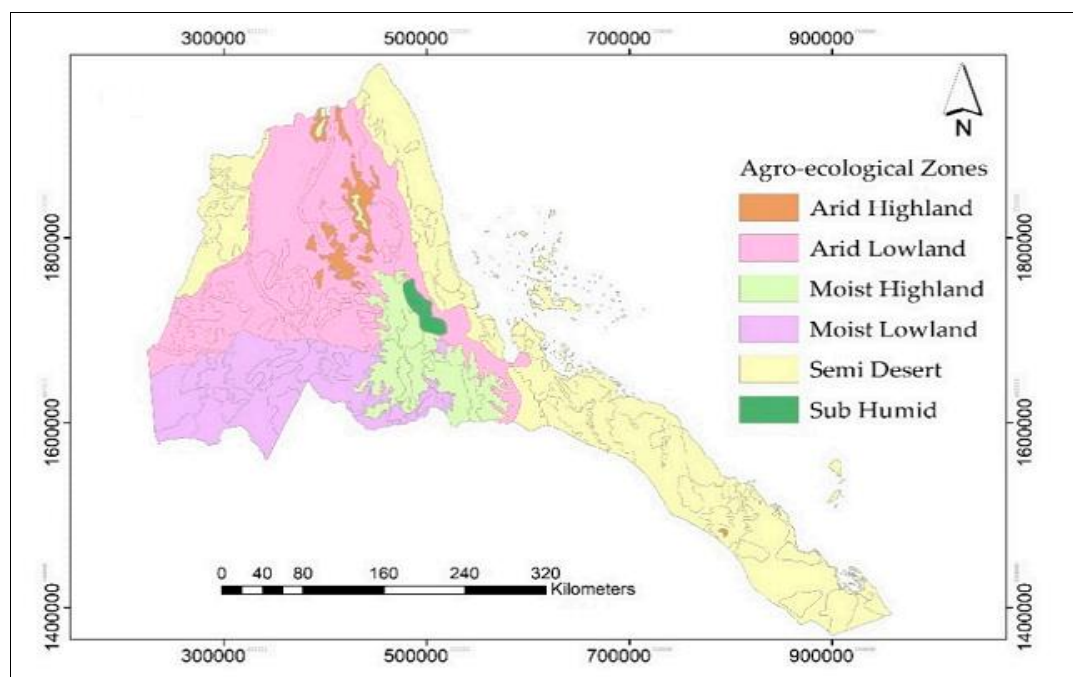 300000 500000 700000 900000
N
Agro-ecological Zones
Arid Highland
Arid Lowland
Moist Highland
Moist Lowland
Semi Desert
Sub Humid
1800000 1800000
1600000 1600000
1400000 1400000
0 40 80 160 240 320
Kilometers
300000 500000 700000 900000